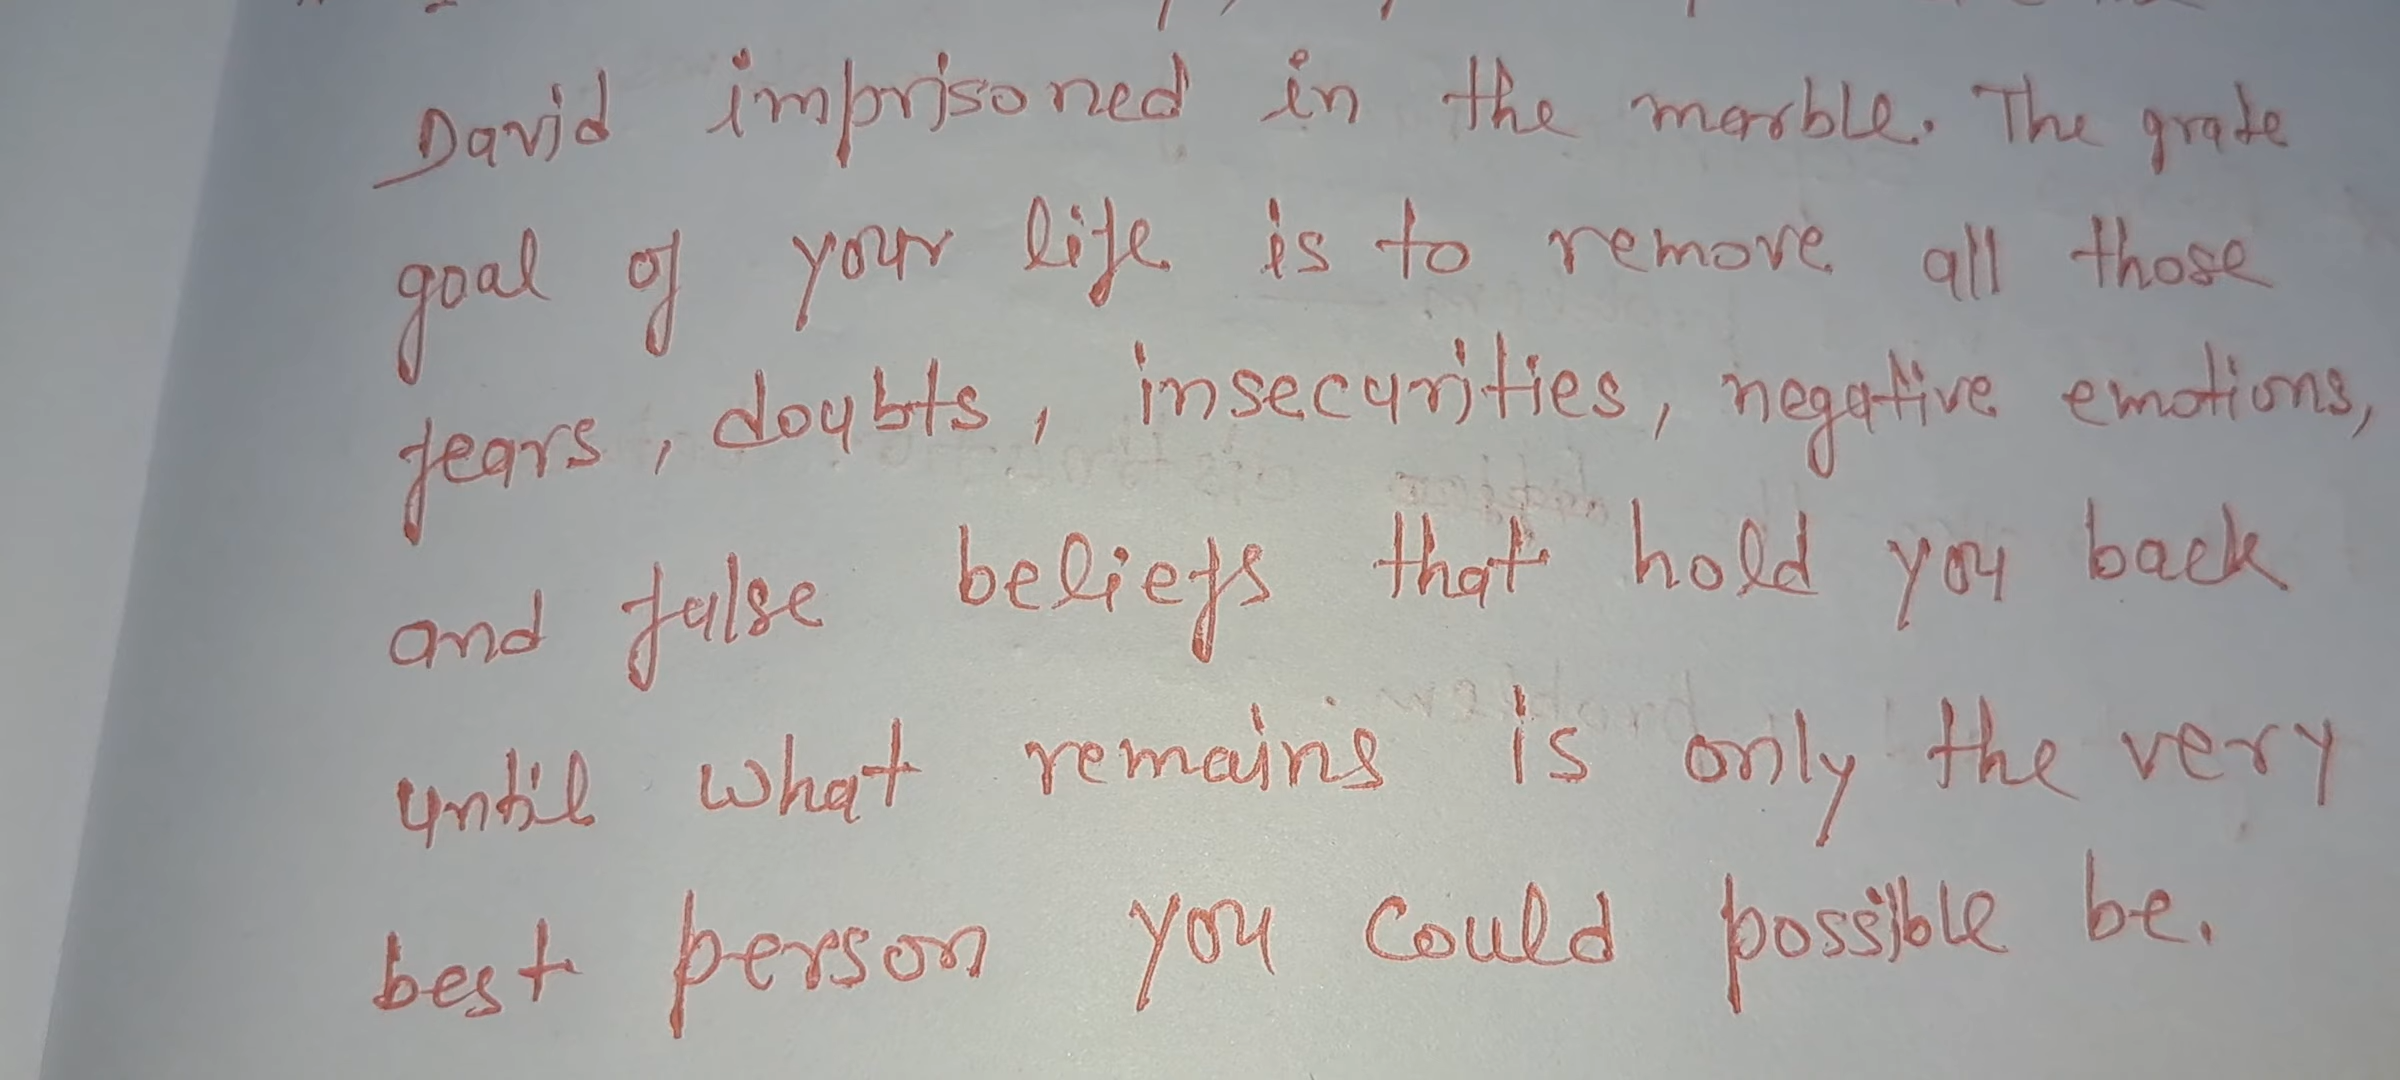 David imprisoned in the marble. The grate
goal of your life is to remove all those
fears, doubts, insecurities, negative emotions,
and false beliefs that hold you back
until what remains is only the very
best person you could possible be.